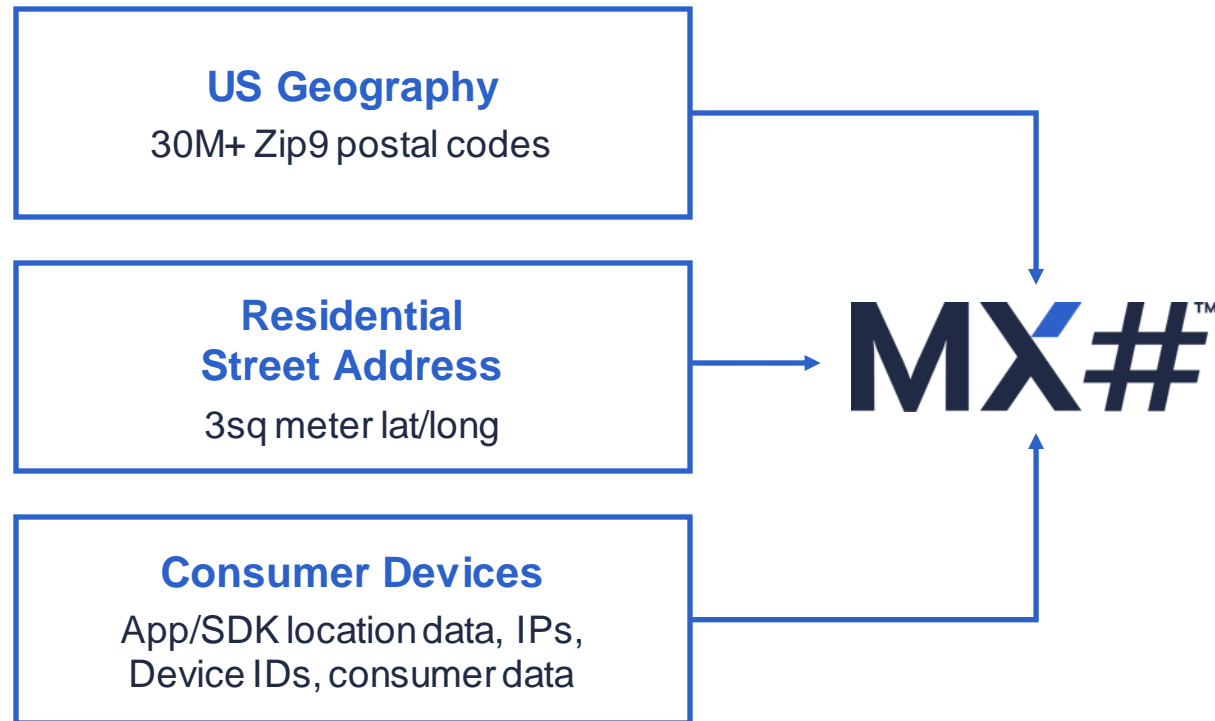 US Geography
30M+ Zip9 postal codes
Residential
Street Address
3sq meter lat/long
MX#™
Consumer Devices
App/SDK location data, IPs,
Device IDs, consumer data